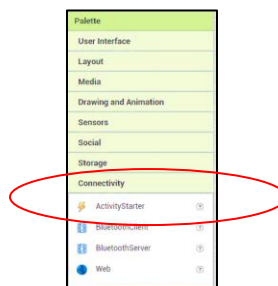 Palette
User Interface
Layout
Media
Drawing and Animation
Sensors
Social
Storage
Connectivity
ActivityStarter
BluetoothClient
BluetoothServer
Web